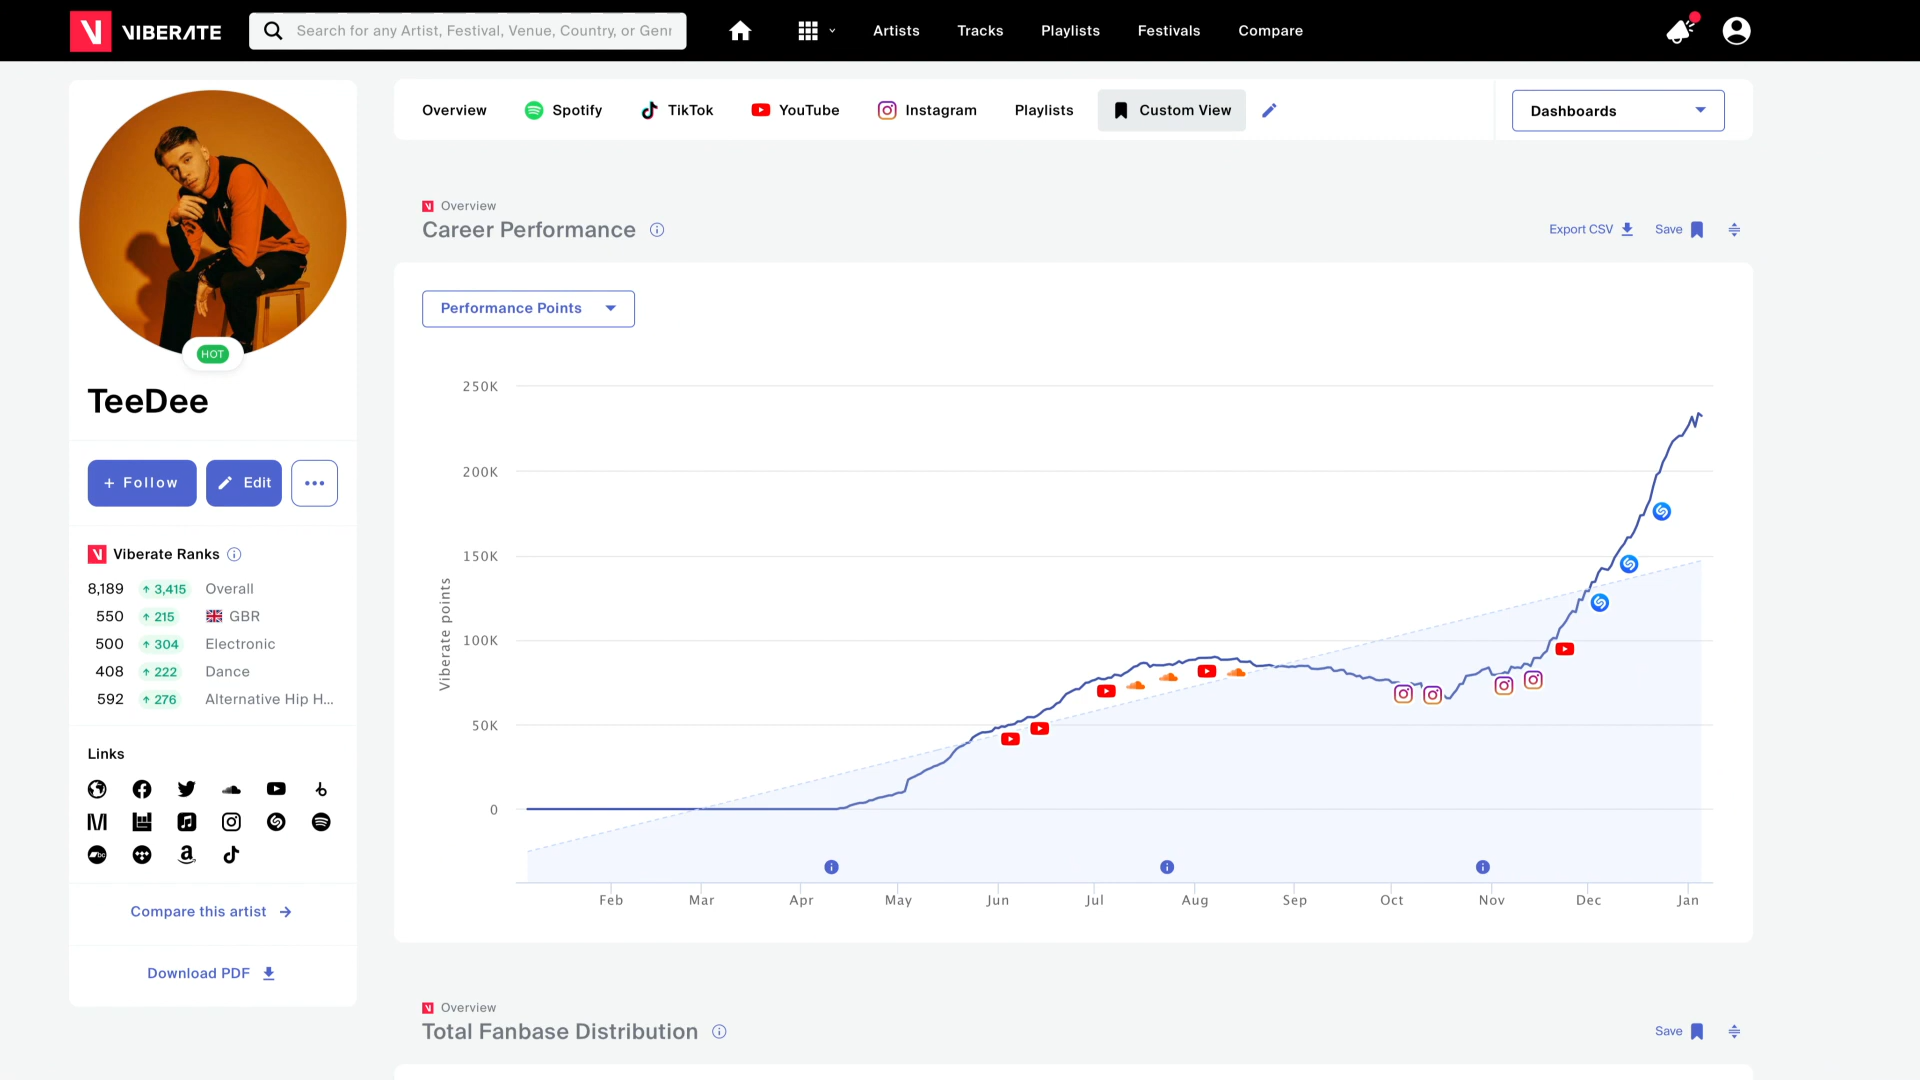 VIBERATE
Search for any Artist, Festival, Venue, Country, or Genr
Artists
Tracks
Playlists
Festivals
Compare
HOT
TeeDee
+ Follow
Edit
Viberate Ranks
8,189 ↑ 3,415 Overall
550 ↑ 215 GBR
500 ↑ 304 Electronic
408 ↑ 222 Dance
592 ↑ 276 Alternative Hip H...
Links
Compare this artist →
Download PDF
Overview
Spotify
TikTok
YouTube
Instagram
Playlists
Custom View
Dashboards
Overview
Career Performance
Export CSV
Save
Performance Points
Viberate points
250K
200K
150K
100K
50K
0
Feb Mar Apr May Jun Jul Aug Sep Oct Nov Dec Jan
Overview
Total Fanbase Distribution
Save